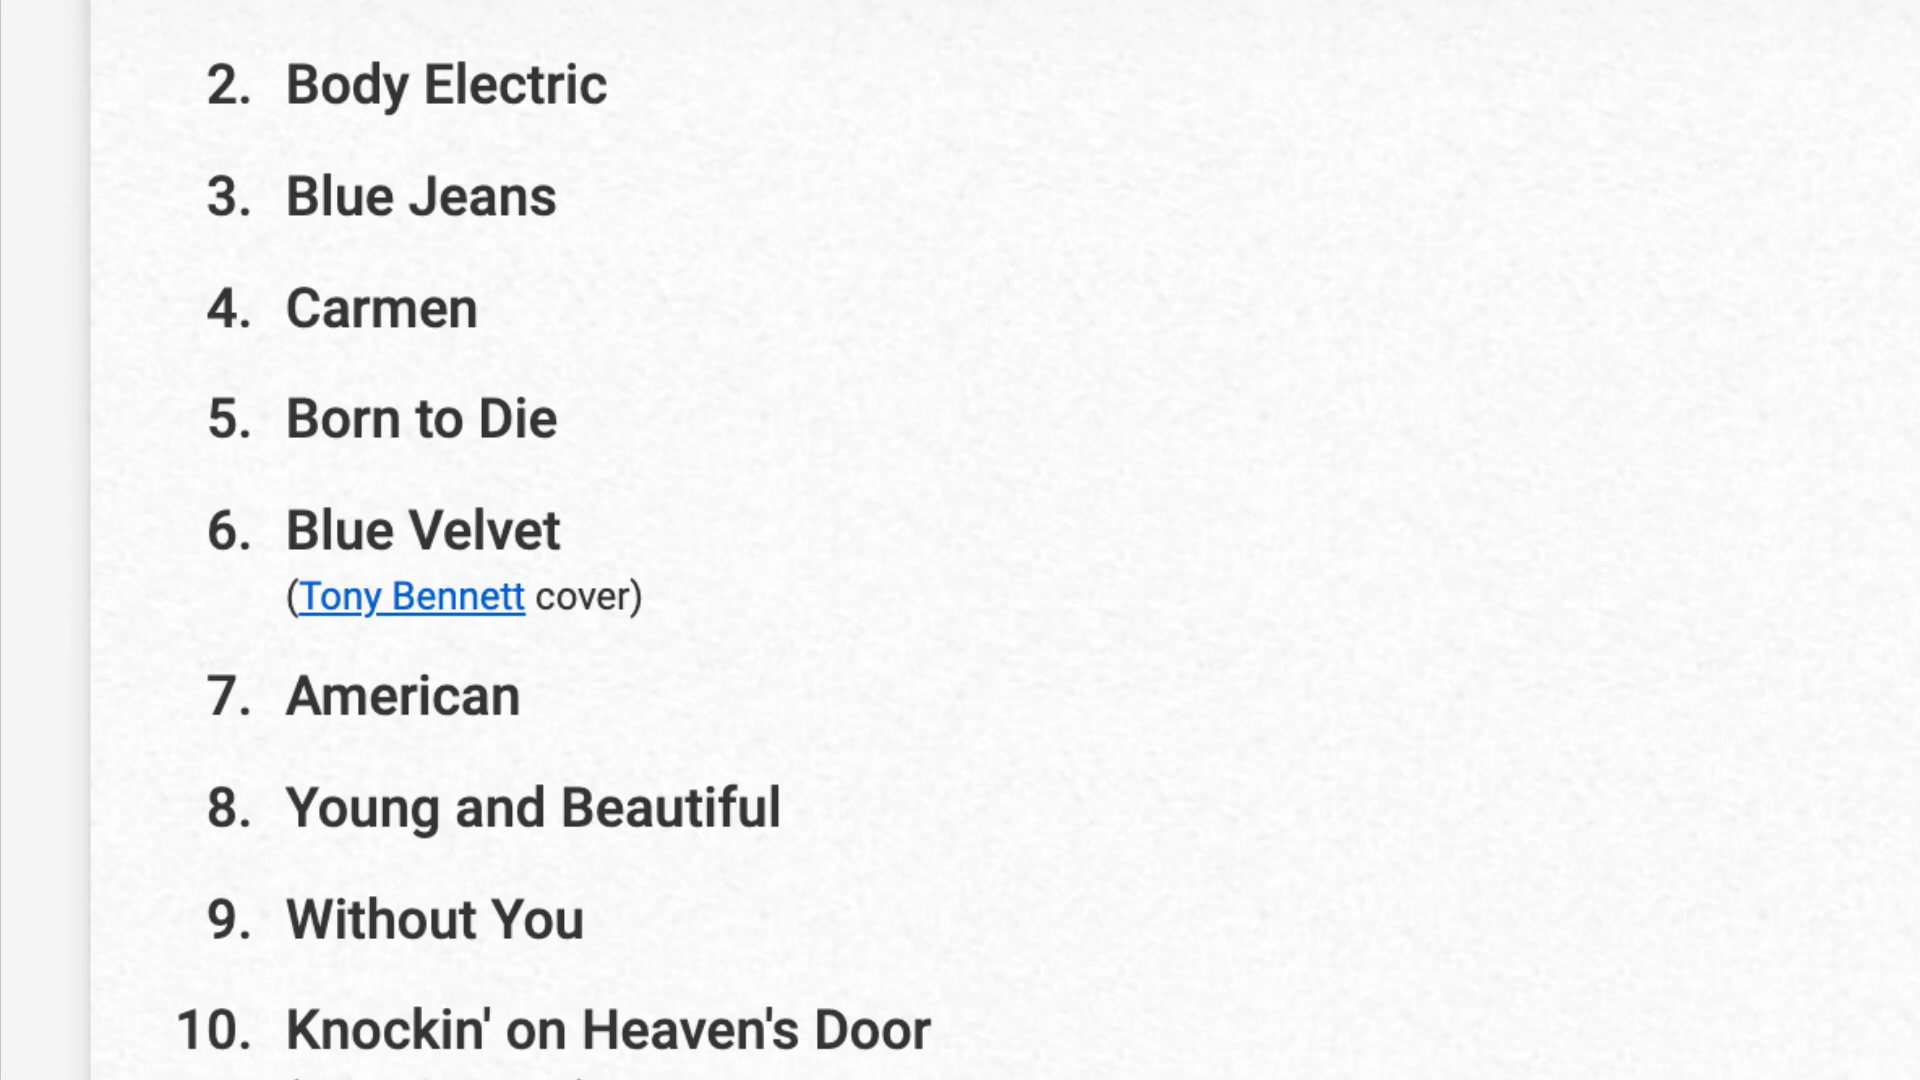 2. Body Electric
3. Blue Jeans
4. Carmen
5. Born to Die
6. Blue Velvet
(Tony Bennett cover)
7. American
8. Young and Beautiful
9. Without You
10. Knockin' on Heaven's Door